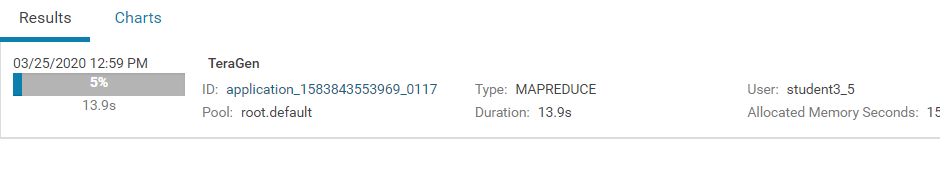 Results Charts
03/25/2020 12:59 PM TeraGen
5% ID: application_1583843553969_0117 Type: MAPREDUCE User: student3_5
13.9s Pool: root.default Duration: 13.9s Allocated Memory Seconds: 15